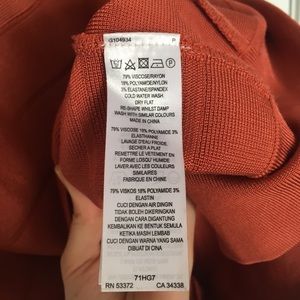 G104934 P
79% VISCOSE/RAYON
18% POLYAMIDE/NYLON
3% ELASTANE/SPANDEX
COLD WATER WASH
DRY FLAT
RE-SHAPE WHILST DAMP
WASH WITH SIMILAR COLOURS
MADE IN CHINA
79% VISCOSE 18% POLYAMIDE 3%
ELASTHANNE
LAVAGE D'EAU FROIDE.
SECHER A PLAT
REMETTRE LE VETEMENT EN
FORME LORSQU' HUMIDE
LAVER AVEC LES COULEURS
SIMILAIRES
FABRIQUE EN CHINE
79% VISKOS 18% POLYAMIDE 3%
ELASTIN
CUCI DENGAN AIR DINGIN
TIDAK BOLEH DIKERINGKAN
DENGAN CARA DIGANTUNG
KEMBALIKAN KE BENTUK SEMULA
KETIKA MASIH LEMBAB
CUCI DENGAN WARNA YANG SAMA
DIBUAT DI CINA
71HG7
RN 53372 CA 34338